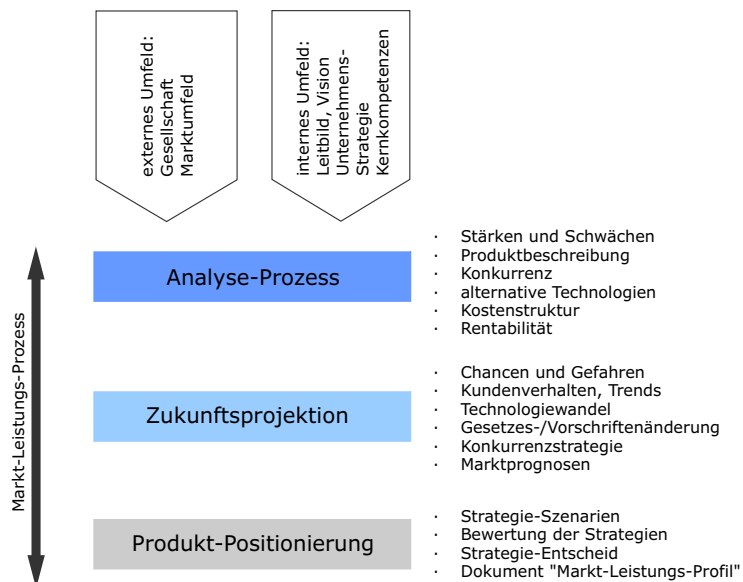 externes Umfeld:
Gesellschaft
Marktumfeld
internes Umfeld:
Leitbild, Vision
Unternehmens-
Strategie
Kernkompetenzen
Markt-Leistungs-Prozess
Analyse-Prozess
· Stärken und Schwächen
· Produktbeschreibung
· Konkurrenz
· alternative Technologien
· Kostenstruktur
· Rentabilität
Zukunftsprojektion
· Chancen und Gefahren
· Kundenverhalten, Trends
· Technologiewandel
· Gesetzes-/Vorschriftenänderung
· Konkurrenzstrategie
· Marktprognosen
Produkt-Positionierung
· Strategie-Szenarien
· Bewertung der Strategien
· Strategie-Entscheid
· Dokument "Markt-Leistungs-Profil"